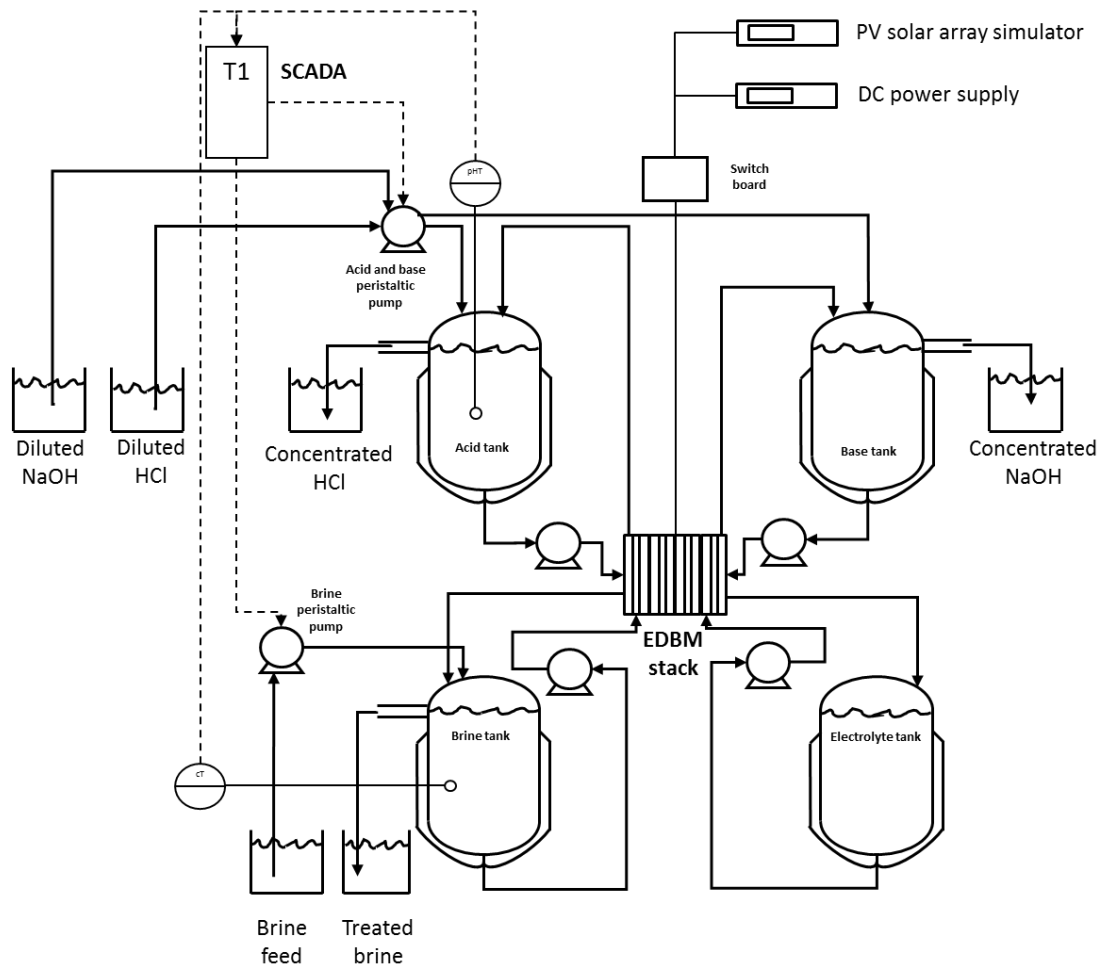 PV solar array simulator
T1
SCADA
DC power supply
pHT
Switch
board
Acid and base
peristaltic
pump
Diluted
NaOH
Diluted
HCl
Concentrated
HCl
Acid tank
Base tank
Concentrated
NaOH
Brine
peristaltic
pump
EDBM
stack
Brine tank
Electrolyte tank
cT
Brine
feed
Treated
brine